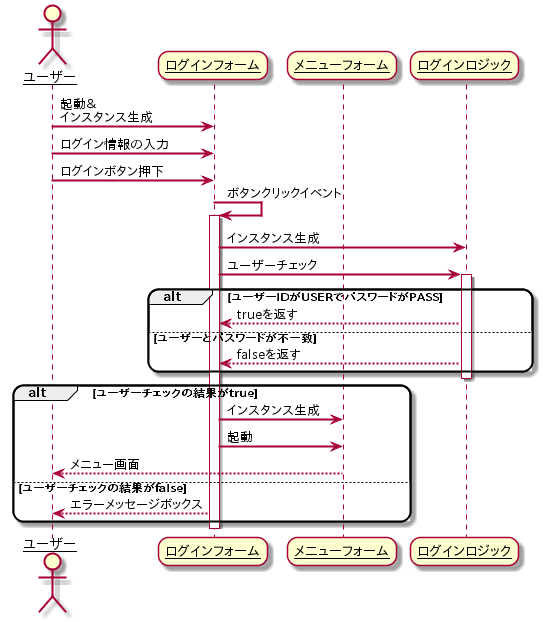 ユーザー
ログインフォーム
メニューフォーム
ログインロジック
起動&
インスタンス生成
ログイン情報の入力
ログインボタン押下
ボタンクリックイベント
インスタンス生成
ユーザーチェック
alt [ユーザーIDがUSERでパスワードがPASS]
trueを返す
[ユーザーとパスワードが不一致]
falseを返す
alt [ユーザーチェックの結果がtrue]
インスタンス生成
起動
メニュー画面
[ユーザーチェックの結果がfalse]
エラーメッセージボックス
ユーザー
ログインフォーム
メニューフォーム
ログインロジック